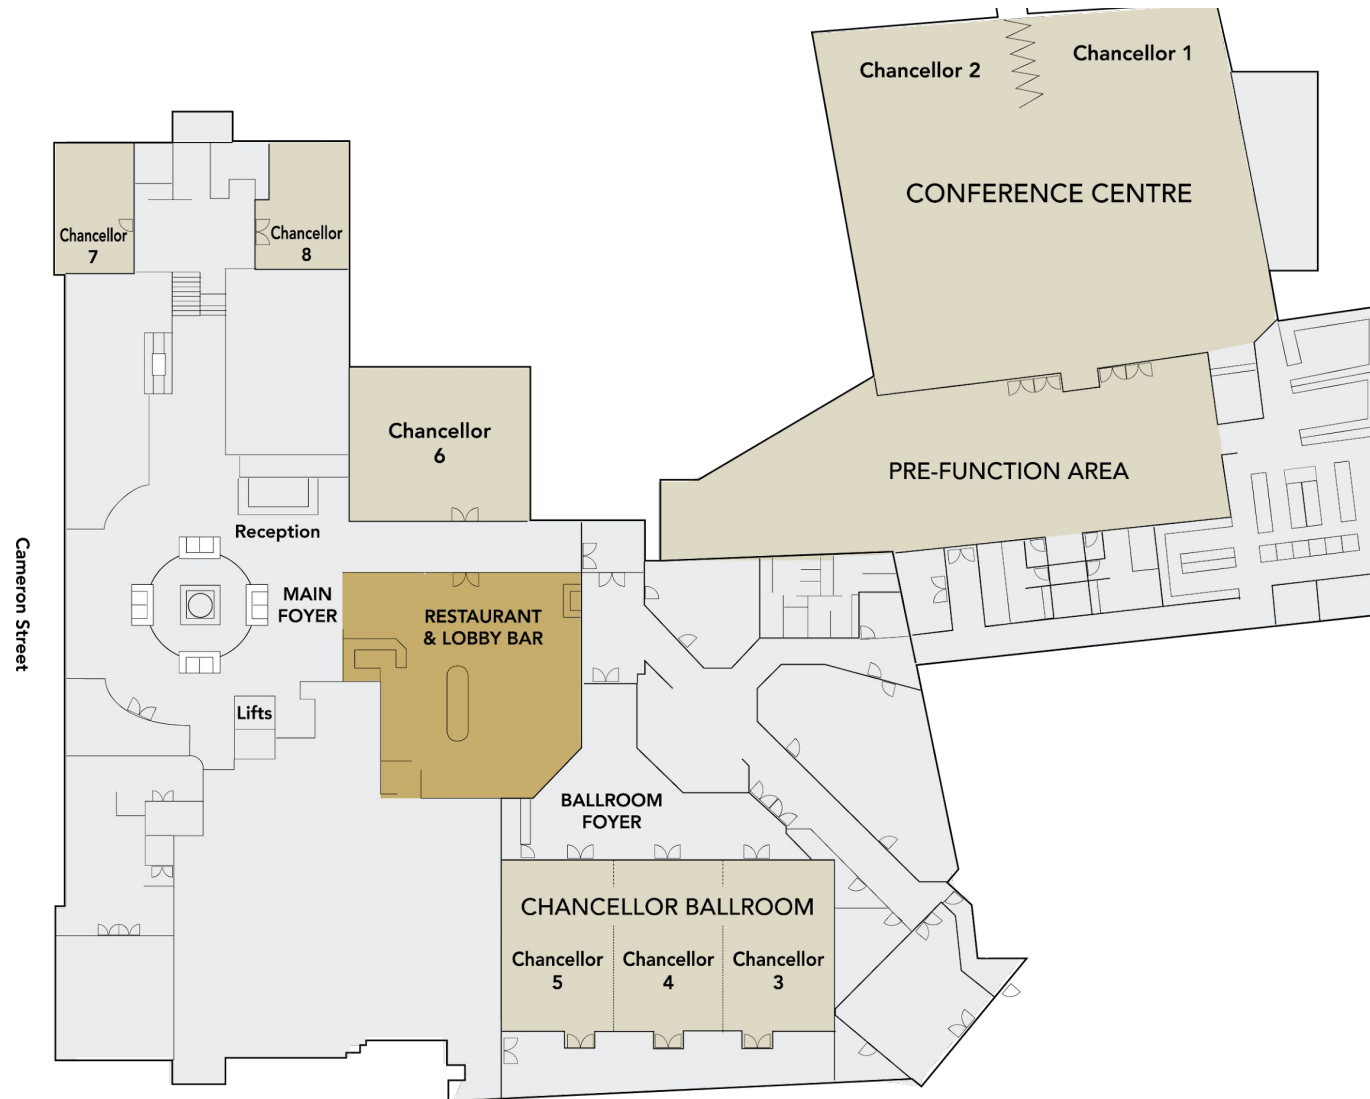 Chancellor 2
Chancellor 1
CONFERENCE CENTRE
Chancellor
7
Chancellor
8
Chancellor
6
PRE-FUNCTION AREA
Reception
Cameron Street
MAIN
FOYER
RESTAURANT
& LOBBY BAR
Lifts
BALLROOM
FOYER
CHANCELLOR BALLROOM
Chancellor
5
Chancellor
4
Chancellor
3